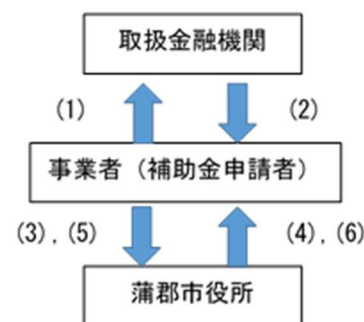 取扱金融機関
(1)
(2)
事業者（補助金申請者）
(3),(5)
(4),(6)
蒲郡市役所